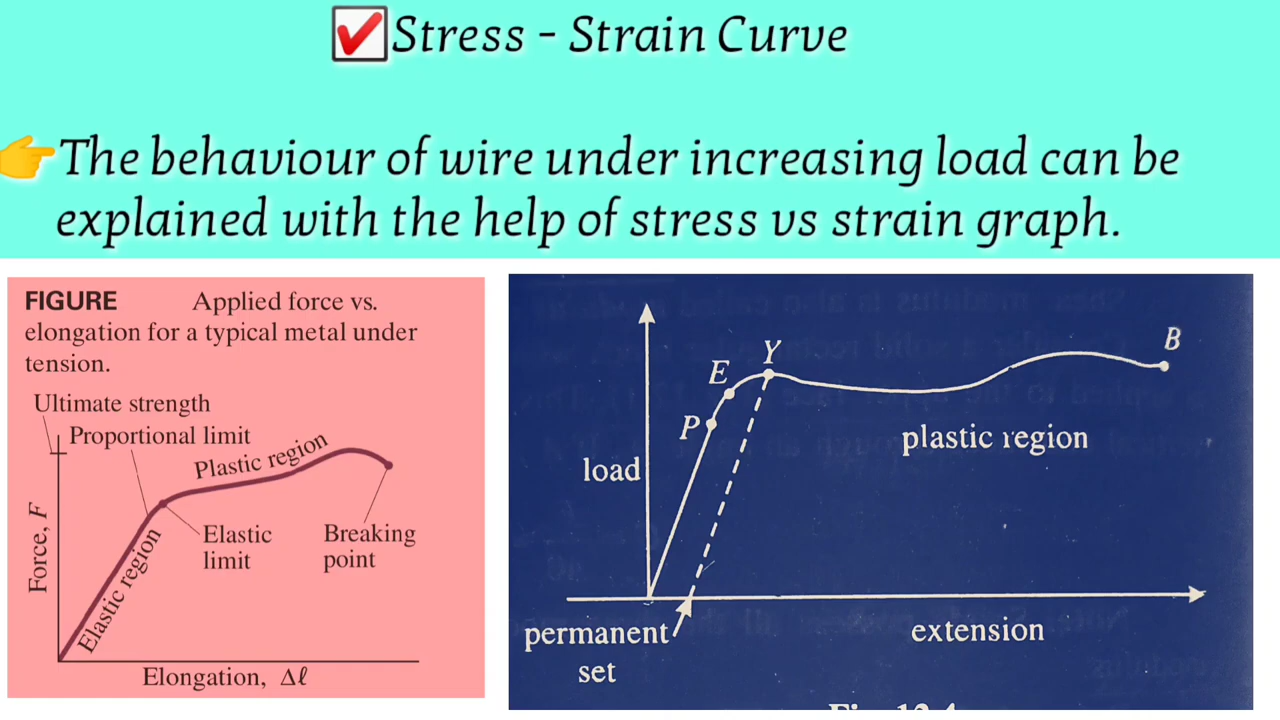 Stress - Strain Curve
The behaviour of wire under increasing load can be
explained with the help of stress vs strain graph.
FIGURE Applied force vs.
elongation for a typical metal under
tension.
Ultimate strength
Proportional limit
Plastic region
Elastic
limit
Breaking
point
Elastic region
Force, F
Elongation, Δℓ
Y
B
E
P
load
plastic region
permanent
set
extension